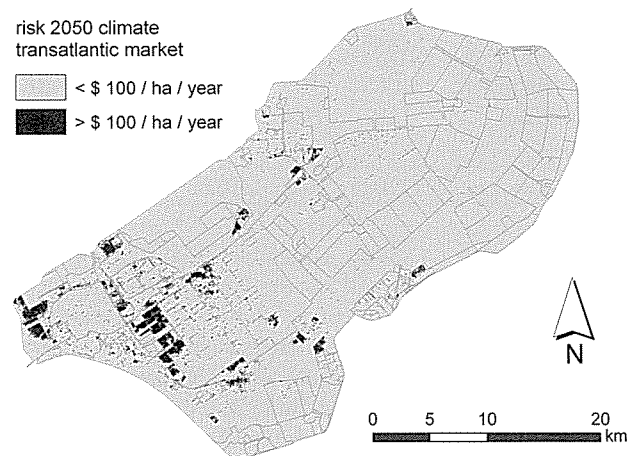 risk 2050 climate
transatlantic market
< $ 100 / ha / year
> $ 100 / ha / year
N
0 5 10 20
km